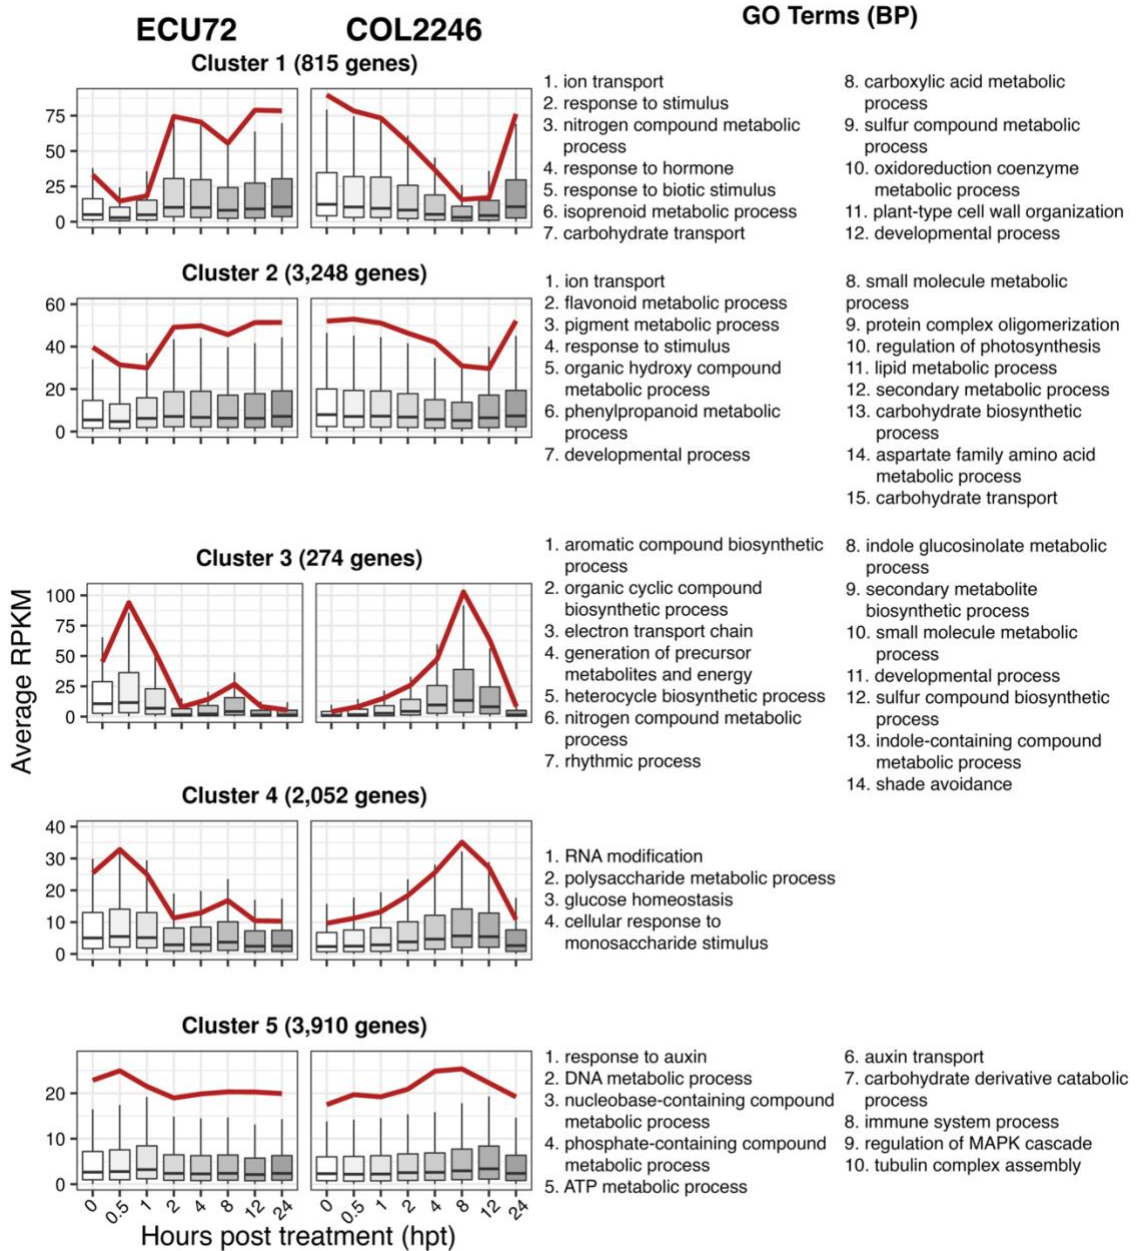 ECU72
COL2246
GO Terms (BP)
Cluster 1 (815 genes)
75
50
25
0
1. ion transport
2. response to stimulus
3. nitrogen compound metabolic
process
4. response to hormone
5. response to biotic stimulus
6. isoprenoid metabolic process
7. carbohydrate transport
8. carboxylic acid metabolic
process
9. sulfur compound metabolic
process
10. oxidoreduction coenzyme
metabolic process
11. plant-type cell wall organization
12. developmental process
Cluster 2 (3,248 genes)
60
40
20
0
1. ion transport
2. flavonoid metabolic process
3. pigment metabolic process
4. response to stimulus
5. organic hydroxy compound
metabolic process
6. phenylpropanoid metabolic
process
7. developmental process
8. small molecule metabolic
process
9. protein complex oligomerization
10. regulation of photosynthesis
11. lipid metabolic process
12. secondary metabolic process
13. carbohydrate biosynthetic
process
14. aspartate family amino acid
metabolic process
15. carbohydrate transport
Average RPKM
Cluster 3 (274 genes)
100
75
50
25
0
1. aromatic compound biosynthetic
process
2. organic cyclic compound
biosynthetic process
3. electron transport chain
4. generation of precursor
metabolites and energy
5. heterocycle biosynthetic process
6. nitrogen compound metabolic
process
7. rhythmic process
8. indole glucosinolate metabolic
process
9. secondary metabolite
biosynthetic process
10. small molecule metabolic
process
11. developmental process
12. sulfur compound biosynthetic
process
13. indole-containing compound
metabolic process
14. shade avoidance
Cluster 4 (2,052 genes)
40
30
20
10
0
1. RNA modification
2. polysaccharide metabolic process
3. glucose homeostasis
4. cellular response to
monosaccharide stimulus
Cluster 5 (3,910 genes)
20
10
0
0 0.5 1 2 4 8 12 24
0 0.5 1 2 4 8 12 24
Hours post treatment (hpt)
1. response to auxin
2. DNA metabolic process
3. nucleobase-containing compound
metabolic process
4. phosphate-containing compound
metabolic process
5. ATP metabolic process
6. auxin transport
7. carbohydrate derivative catabolic
process
8. immune system process
9. regulation of MAPK cascade
10. tubulin complex assembly